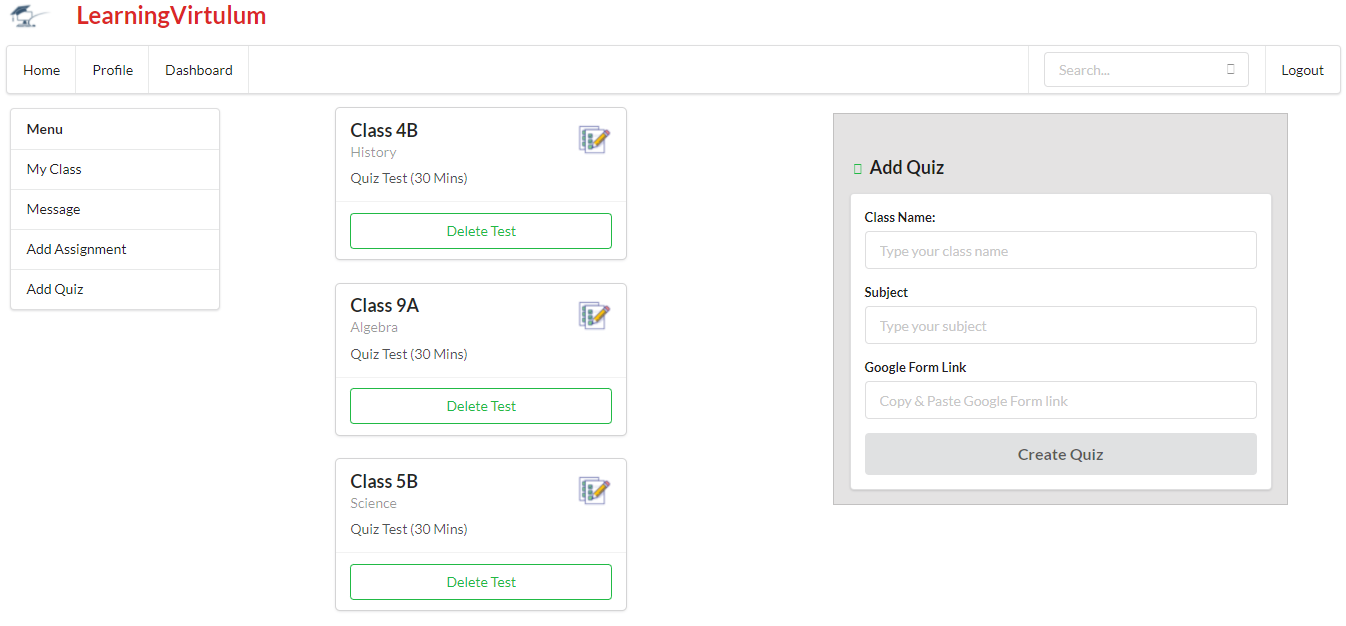 LearningVirtulum
Home Profile Dashboard Search... Logout
Menu
My Class
Message
Add Assignment
Add Quiz
Class 4B
History
Quiz Test (30 Mins)
Delete Test
Class 9A
Algebra
Quiz Test (30 Mins)
Delete Test
Class 5B
Science
Quiz Test (30 Mins)
Delete Test
Add Quiz
Class Name:
Type your class name
Subject
Type your subject
Google Form Link
Copy & Paste Google Form link
Create Quiz